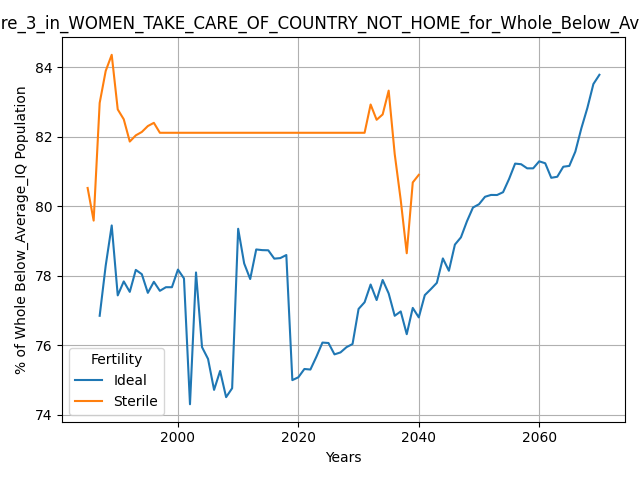 re_3_in_WOMEN_TAKE_CARE_OF_COUNTRY_NOT_HOME_for_Whole_Below_Av
% of Whole Below_Average_IQ Population
84
82
80
78
76
74
Fertility
Ideal
Sterile
2000 2020 2040 2060
Years